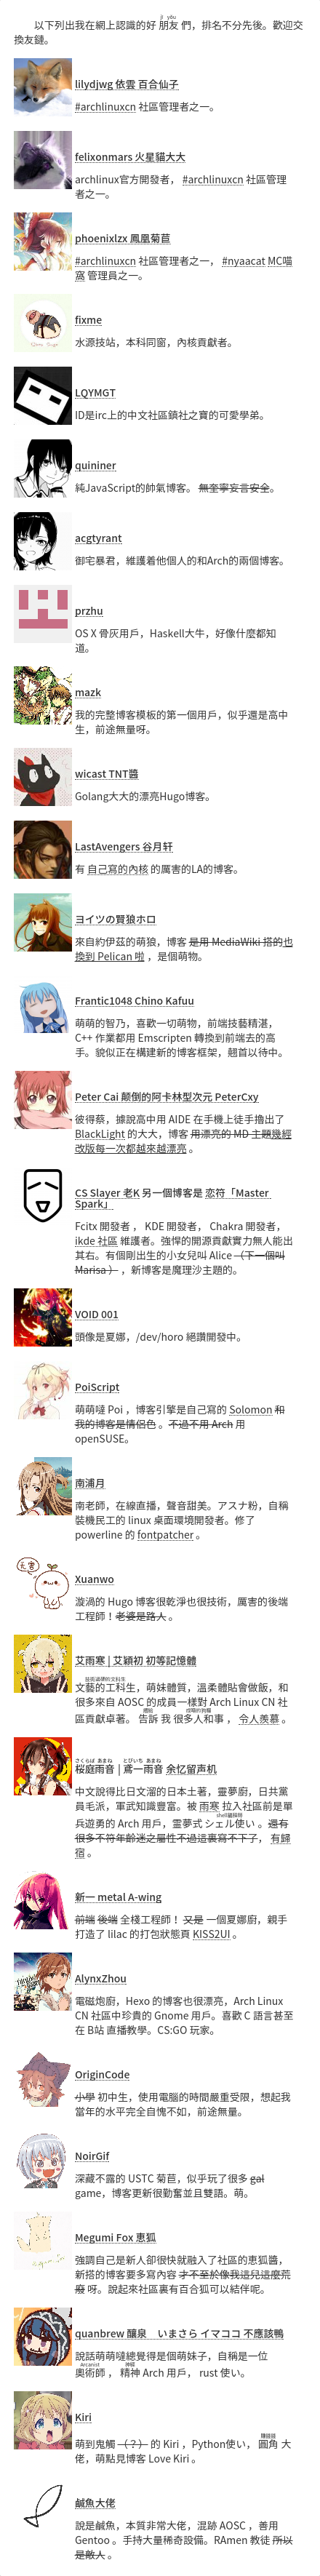 以下列出我在網上認識的好 朋友 們，排名不分先後。歡迎交
換友鏈。
lilydjwg 依雲 百合仙子
#archlinuxcn 社區管理者之一。
felixonmars 火星貓大大
archlinux官方開發者， #archlinuxcn 社區管理
者之一。
phoenixlzx 鳳凰菊苣
#archlinuxcn 社區管理者之一， #nyaacat MC喵
窩 管理員之一。
fixme
水源技站，本科同窗，內核貢獻者。
LQYMGT
ID是irc上的中文社區鎮社之寶的可愛學弟。
quininer
純JavaScript的帥氣博客。 無奎寧妄言安全。
acgtyrant
御宅暴君，維護着他個人的和Arch的兩個博客。
przhu
OS X 骨灰用戶，Haskell大牛，好像什麼都知
道。
mazk
我的完整博客模板的第一個用戶，似乎還是高中
生，前途無量呀。
wicast TNT醬
Golang大大的漂亮Hugo博客。
LastAvengers 谷月轩
有 自己寫的內核 的厲害的LA的博客。
ヨイツの賢狼ホロ
來自約伊茲的萌狼，博客 是用 MediaWiki 搭的也
換到 Pelican 啦 ，是個萌物。
Frantic1048 Chino Kafuu
萌萌的智乃，喜歡一切萌物，前端技藝精湛，
C++ 作業都用 Emscripten 轉換到前端去的高
手。貌似正在構建新的博客框架，翹首以待中。
Peter Cai 颠倒的阿卡林型次元 PeterCxy
彼得蔡，據說高中用 AIDE 在手機上徒手擼出了
BlackLight 的大大，博客 用漂亮的 MD 主題幾經
改版每一次都越來越漂亮 。
CS Slayer 老K 另一個博客是 恋符「Master
Spark」
Fcitx 開發者 ， KDE 開發者， Chakra 開發者，
ikde 社區 維護者。強悍的開源貢獻實力無人能出
其右。有個剛出生的小女兒叫 Alice （下一個叫
Marisa ） ，新博客是魔理沙主題的。
VOID 001
頭像是夏娜，/dev/horo 絕讚開發中。
PoiScript
萌萌噠 Poi ，博客引擎是自己寫的 Solomon 和
我的博客是情侶色 。不過不用 Arch 用
openSUSE。
南浦月
南老師，在線直播，聲音甜美。アスナ粉，自稱
裝機民工的 linux 桌面環境開發者。修了
powerline 的 fontpatcher 。
Xuanwo
漩渦的 Hugo 博客很乾淨也很技術，厲害的後端
工程師！老婆是路人 。
艾雨寒 | 艾穎初 初等記憶體
文藝的工科生，萌妹體質，溫柔體貼會做飯，和
很多來自 AOSC 的成員一樣對 Arch Linux CN 社
區貢獻卓著。 告訴 我 很多人和事 ， 令人羨慕 。
桜庭雨音 | 鳶一雨音 余忆留声机
中文說得比日文溜的日本土著，靈夢廚，日共黨
員毛派，軍武知識豐富。被 雨寒 拉入社區前是單
兵遊勇的 Arch 用戶，靈夢式 シェル使い 。還有
很多不符年齡迷之屬性不過這裏寫不下了， 有歸
宿 。
新一 metal A-wing
前端 後端 全棧工程師！ 又是 一個夏娜廚，親手
打造了 lilac 的打包狀態頁 KISS2UI 。
AlynxZhou
電磁炮廚，Hexo 的博客也很漂亮，Arch Linux
CN 社區中珍貴的 Gnome 用戶。喜歡 C 語言甚至
在 B站 直播教學。CS:GO 玩家。
OriginCode
小學 初中生，使用電腦的時間嚴重受限，想起我
當年的水平完全自愧不如，前途無量。
NoirGif
深藏不露的 USTC 菊苣，似乎玩了很多 gal
game，博客更新很勤奮並且雙語。萌。
Megumi Fox 恵狐
強調自己是新人卻很快就融入了社區的恵狐醬，
新搭的博客要多寫內容 才不至於像我這兒這麼荒
廢 呀。說起來社區裏有百合狐可以結伴呢。
quanbrew 釀泉 いまさら イマココ 不應該鴨
說話萌萌噠總覺得是個萌妹子，自稱是一位
奧術師 ， 精神 Arch 用戶， rust 使い。
Kiri
萌到鬼觸 （？） 的 Kiri ，Python使い， 圓角 大
佬，萌點見博客 Love Kiri 。
鹹魚大佬
說是鹹魚，本質非常大佬，混跡 AOSC ，善用
Gentoo 。手持大量稀奇設備。RAmen 教徒 所以
是敵人 。